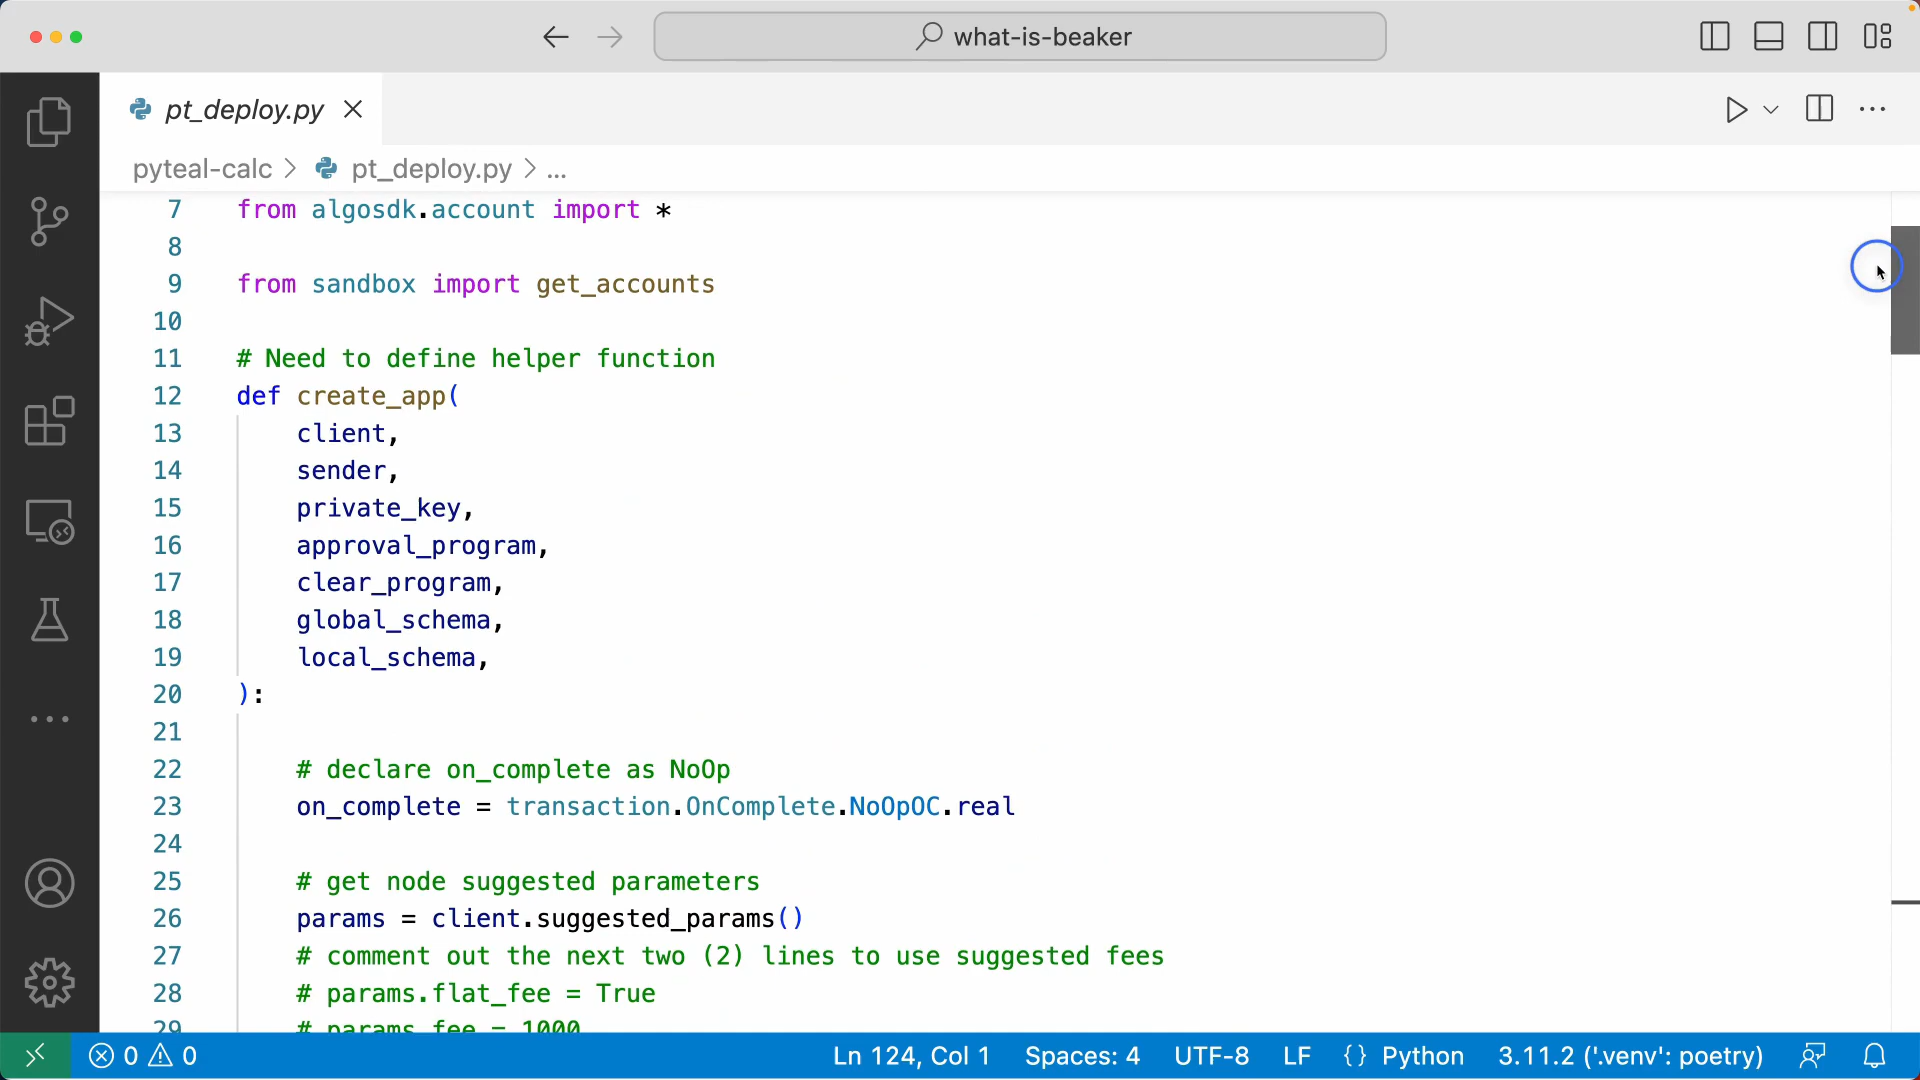 what-is-beaker
pt_deploy.py
pyteal-calc > pt_deploy.py > ...
7 from algosdk.account import *
8
9 from sandbox import get_accounts
10
11 # Need to define helper function
12 def create_app(
13 client,
14 sender,
15 private_key,
16 approval_program,
17 clear_program,
18 global_schema,
19 local_schema,
20 ):
21
22 # declare on_complete as NoOp
23 on_complete = transaction.OnComplete.NoOpOC.real
24
25 # get node suggested parameters
26 params = client.suggested_params()
27 # comment out the next two (2) lines to use suggested fees
28 # params.flat_fee = True
29 # params.fee = 1000
0 0 Ln 124, Col 1 Spaces: 4 UTF-8 LF {} Python 3.11.2 ('.venv': poetry)